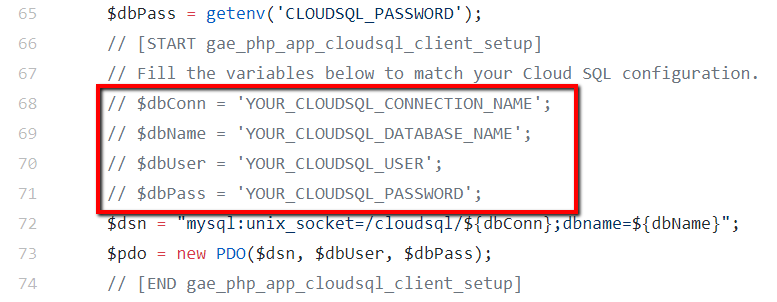 65 $dbPass = getenv('CLOUDSQL_PASSWORD');
66 // [START gae_php_app_cloudsql_client_setup]
67 // Fill the variables below to match your Cloud SQL configuration.
68 // $dbConn = 'YOUR_CLOUDSQL_CONNECTION_NAME';
69 // $dbName = 'YOUR_CLOUDSQL_DATABASE_NAME';
70 // $dbUser = 'YOUR_CLOUDSQL_USER';
71 // $dbPass = 'YOUR_CLOUDSQL_PASSWORD';
72 $dsn = "mysql:unix_socket=/cloudsql/${dbConn};dbname=${dbName}";
73 $pdo = new PDO($dsn, $dbUser, $dbPass);
74 // [END gae_php_app_cloudsql_client_setup]